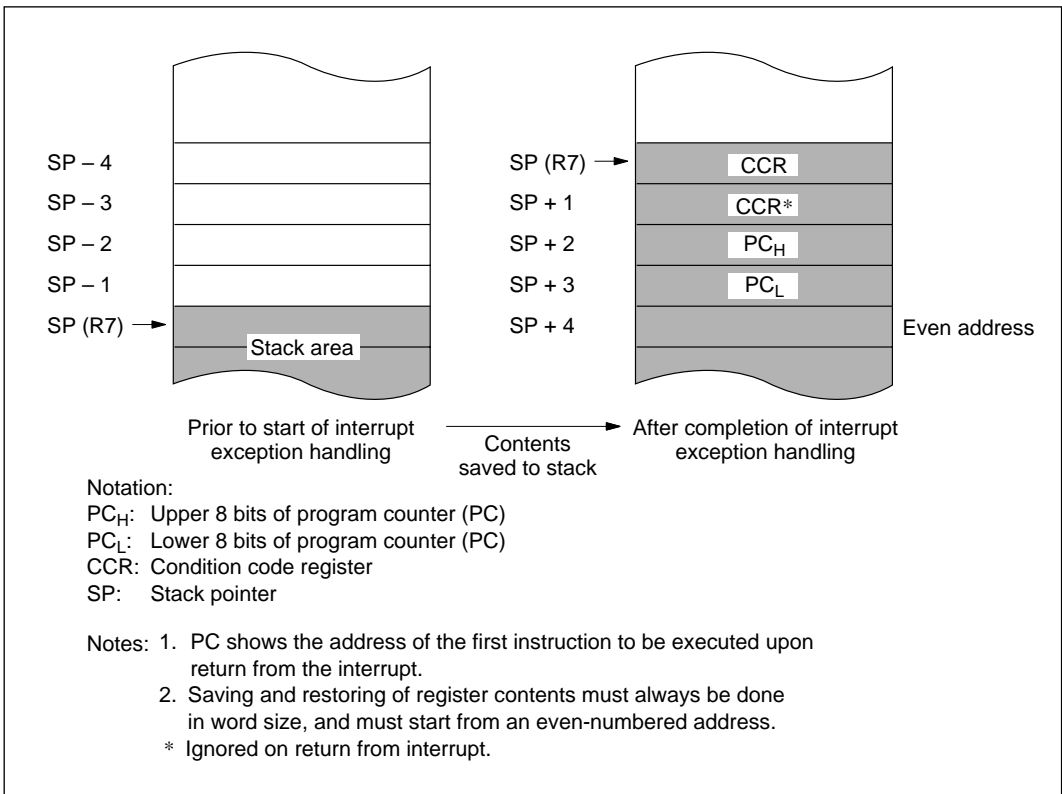 SP – 4
SP – 3
SP – 2
SP – 1
SP (R7)
Stack area
SP (R7)
SP + 1
SP + 2
SP + 3
SP + 4
CCR
CCR*
PCH
PCL
Even address
Prior to start of interrupt
exception handling
Contents
saved to stack
After completion of interrupt
exception handling
Notation:
PCH: Upper 8 bits of program counter (PC)
PCL: Lower 8 bits of program counter (PC)
CCR: Condition code register
SP: Stack pointer
Notes: 1. PC shows the address of the first instruction to be executed upon
return from the interrupt.
2. Saving and restoring of register contents must always be done
in word size, and must start from an even-numbered address.
* Ignored on return from interrupt.